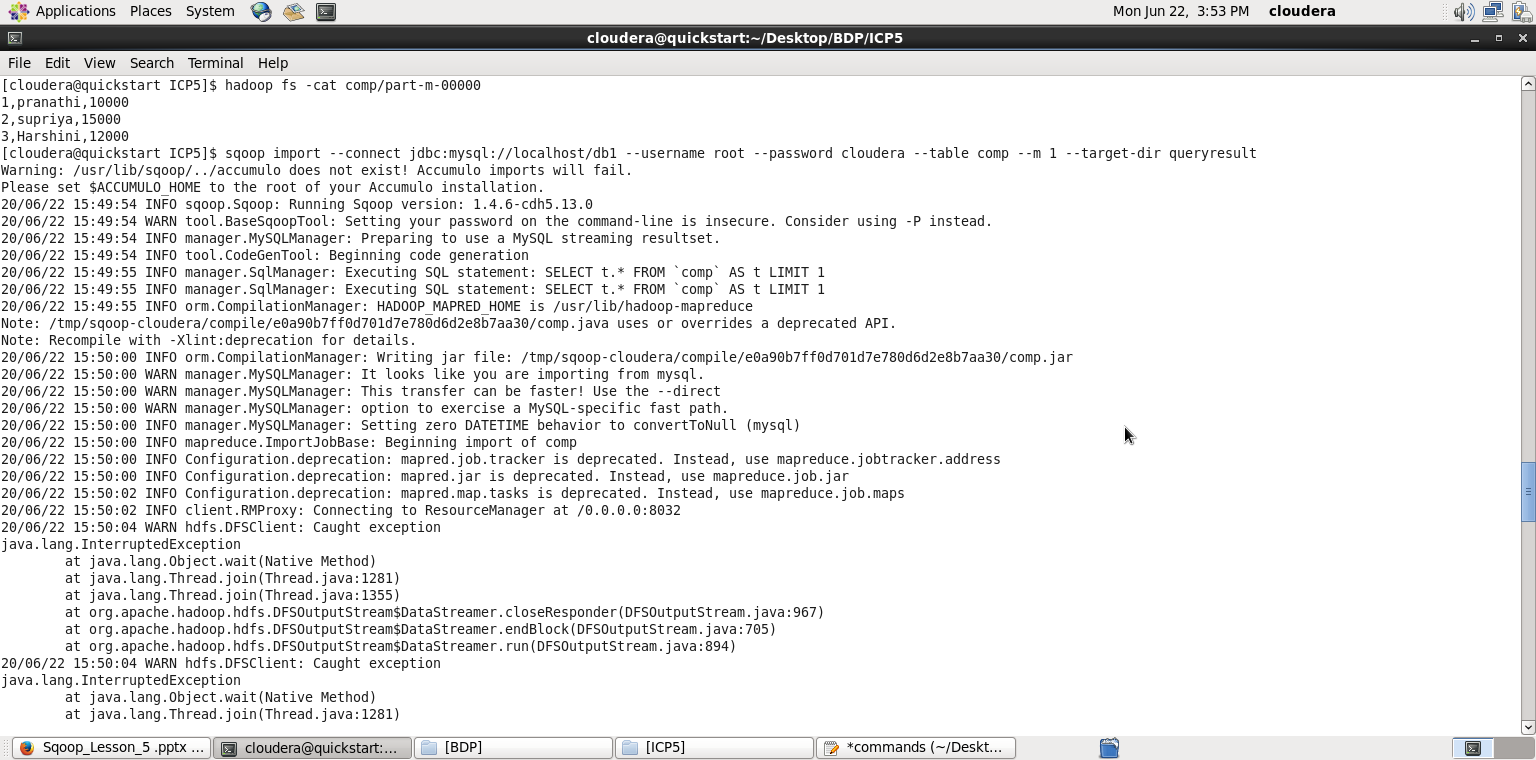 Applications Places System Mon Jun 22, 3:53 PM cloudera
cloudera@quickstart:~/Desktop/BDP/ICP5
File Edit View Search Terminal Help
[cloudera@quickstart ICP5]$ hadoop fs -cat comp/part-m-00000
1,pranathi,10000
2,supriya,15000
3,Harshini,12000
[cloudera@quickstart ICP5]$ sqoop import --connect jdbc:mysql://localhost/db1 --username root --password cloudera --table comp --m 1 --target-dir queryresult
Warning: /usr/lib/sqoop/../accumulo does not exist! Accumulo imports will fail.
Please set $ACCUMULO_HOME to the root of your Accumulo installation.
20/06/22 15:49:54 INFO sqoop.Sqoop: Running Sqoop version: 1.4.6-cdh5.13.0
20/06/22 15:49:54 WARN tool.BaseSqoopTool: Setting your password on the command-line is insecure. Consider using -P instead.
20/06/22 15:49:54 INFO manager.MySQLManager: Preparing to use a MySQL streaming resultset.
20/06/22 15:49:54 INFO tool.CodeGenTool: Beginning code generation
20/06/22 15:49:55 INFO manager.SqlManager: Executing SQL statement: SELECT t.* FROM `comp` AS t LIMIT 1
20/06/22 15:49:55 INFO manager.SqlManager: Executing SQL statement: SELECT t.* FROM `comp` AS t LIMIT 1
20/06/22 15:49:55 INFO orm.CompilationManager: HADOOP_MAPRED_HOME is /usr/lib/hadoop-mapreduce
Note: /tmp/sqoop-cloudera/compile/e0a90b7ff0d701d7e780d6d2e8b7aa30/comp.java uses or overrides a deprecated API.
Note: Recompile with -Xlint:deprecation for details.
20/06/22 15:50:00 INFO orm.CompilationManager: Writing jar file: /tmp/sqoop-cloudera/compile/e0a90b7ff0d701d7e780d6d2e8b7aa30/comp.jar
20/06/22 15:50:00 WARN manager.MySQLManager: It looks like you are importing from mysql.
20/06/22 15:50:00 WARN manager.MySQLManager: This transfer can be faster! Use the --direct
20/06/22 15:50:00 WARN manager.MySQLManager: option to exercise a MySQL-specific fast path.
20/06/22 15:50:00 INFO manager.MySQLManager: Setting zero DATETIME behavior to convertToNull (mysql)
20/06/22 15:50:00 INFO mapreduce.ImportJobBase: Beginning import of comp
20/06/22 15:50:00 INFO Configuration.deprecation: mapred.job.tracker is deprecated. Instead, use mapreduce.jobtracker.address
20/06/22 15:50:00 INFO Configuration.deprecation: mapred.jar is deprecated. Instead, use mapreduce.job.jar
20/06/22 15:50:02 INFO Configuration.deprecation: mapred.map.tasks is deprecated. Instead, use mapreduce.job.maps
20/06/22 15:50:02 INFO client.RMProxy: Connecting to ResourceManager at /0.0.0.0:8032
20/06/22 15:50:04 WARN hdfs.DFSClient: Caught exception
java.lang.InterruptedException
at java.lang.Object.wait(Native Method)
at java.lang.Thread.join(Thread.java:1281)
at java.lang.Thread.join(Thread.java:1355)
at org.apache.hadoop.hdfs.DFSOutputStream$DataStreamer.closeResponder(DFSOutputStream.java:967)
at org.apache.hadoop.hdfs.DFSOutputStream$DataStreamer.endBlock(DFSOutputStream.java:705)
at org.apache.hadoop.hdfs.DFSOutputStream$DataStreamer.run(DFSOutputStream.java:894)
20/06/22 15:50:04 WARN hdfs.DFSClient: Caught exception
java.lang.InterruptedException
at java.lang.Object.wait(Native Method)
at java.lang.Thread.join(Thread.java:1281)
Sqoop_Lesson_5 .pptx ... cloudera@quickstart:... [BDP] [ICP5] *commands (~/Deskt...